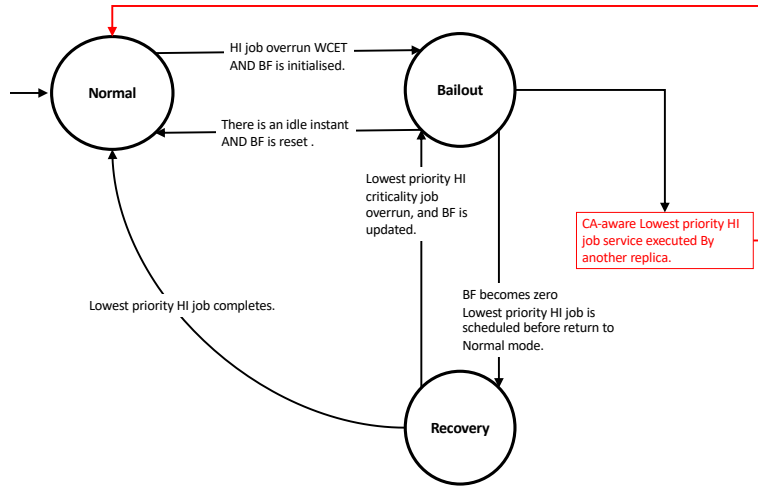 HI job overrun WCET
AND BF is initialised.
Normal
Bailout
There is an idle instant
AND BF is reset .
Lowest priority HI
criticality job
overrun, and BF is
updated.
CA-aware Lowest priority HI
job service executed By
another replica.
Lowest priority HI job completes.
BF becomes zero
Lowest priority HI job is
scheduled before return to
Normal mode.
Recovery